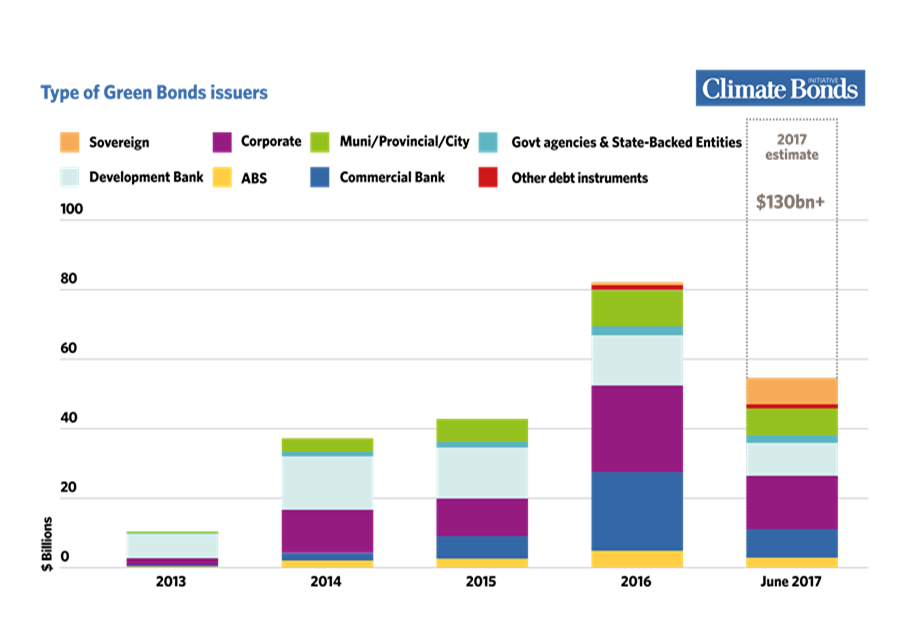 Type of Green Bonds issuers
INITIATIVE
Climate Bonds
Sovereign
Corporate
Muni/Provincial/City
Govt agencies & State-Backed Entities
Development Bank
ABS
Commercial Bank
Other debt instruments
2017
estimate
$130bn+
100
80
60
40
20
0
$ Billions
2013
2014
2015
2016
June 2017